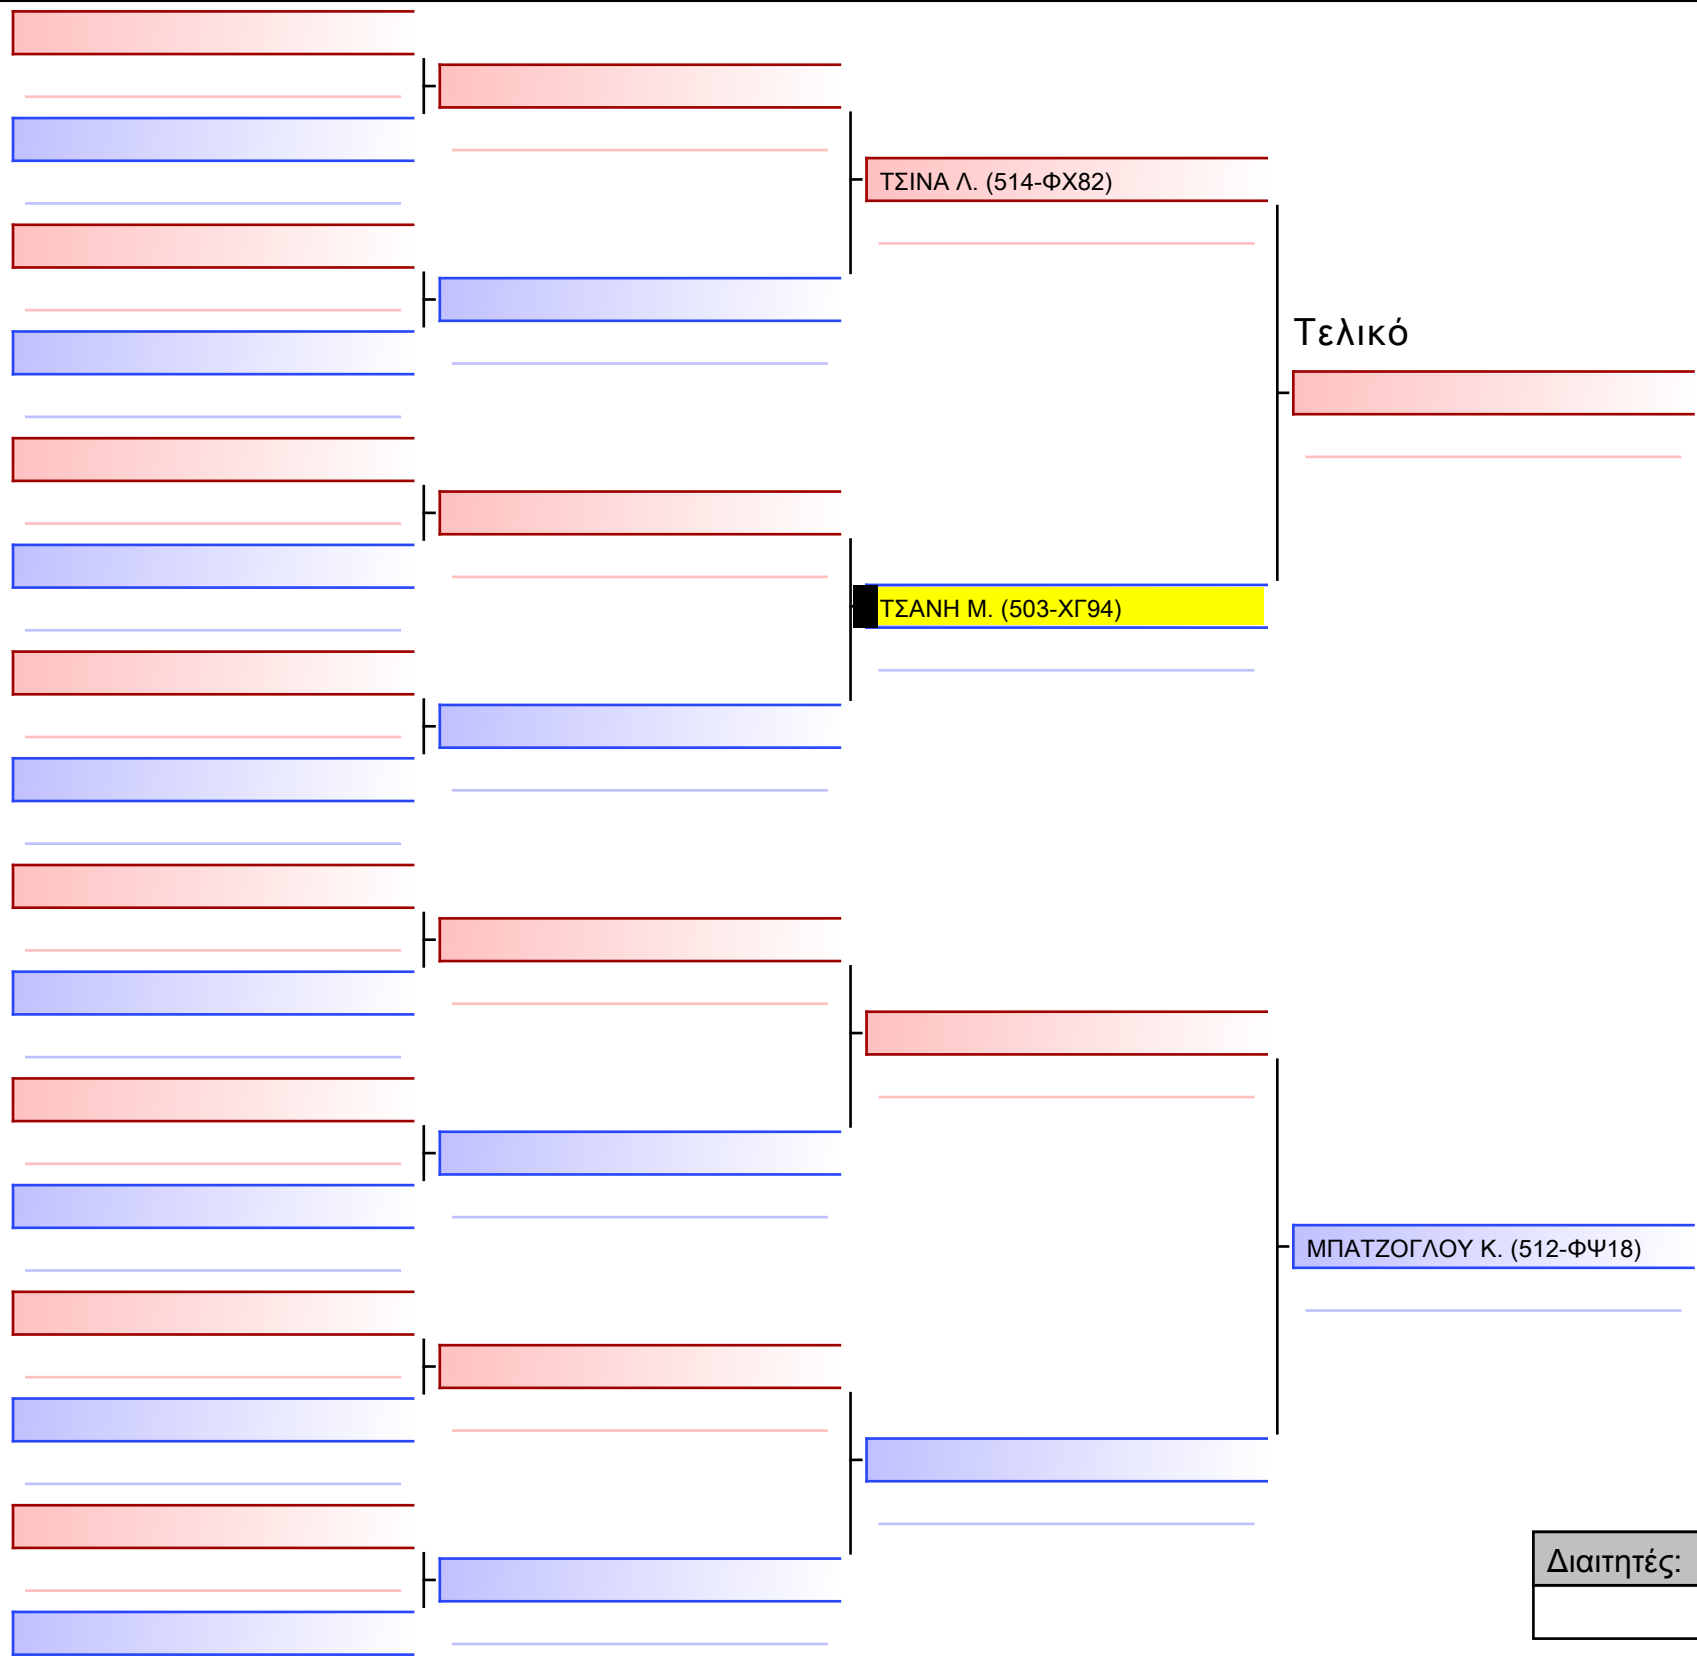 ΤΣΙΝΑ Λ. (514-ΦΧ82)
Τελικό
ΤΣΑΝΗ Μ. (503-ΧΓ94)
ΜΠΑΤΖΟΓΛΟΥ Κ. (512-ΦΨ18)
Διαιτητές: